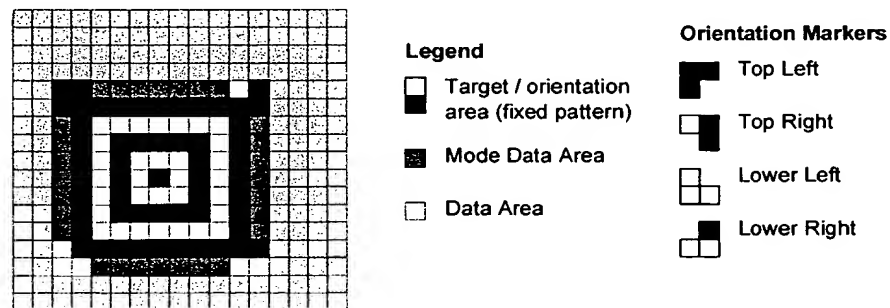 Legend
Target / orientation
area (fixed pattern)
Mode Data Area
Data Area
Orientation Markers
Top Left
Top Right
Lower Left
Lower Right